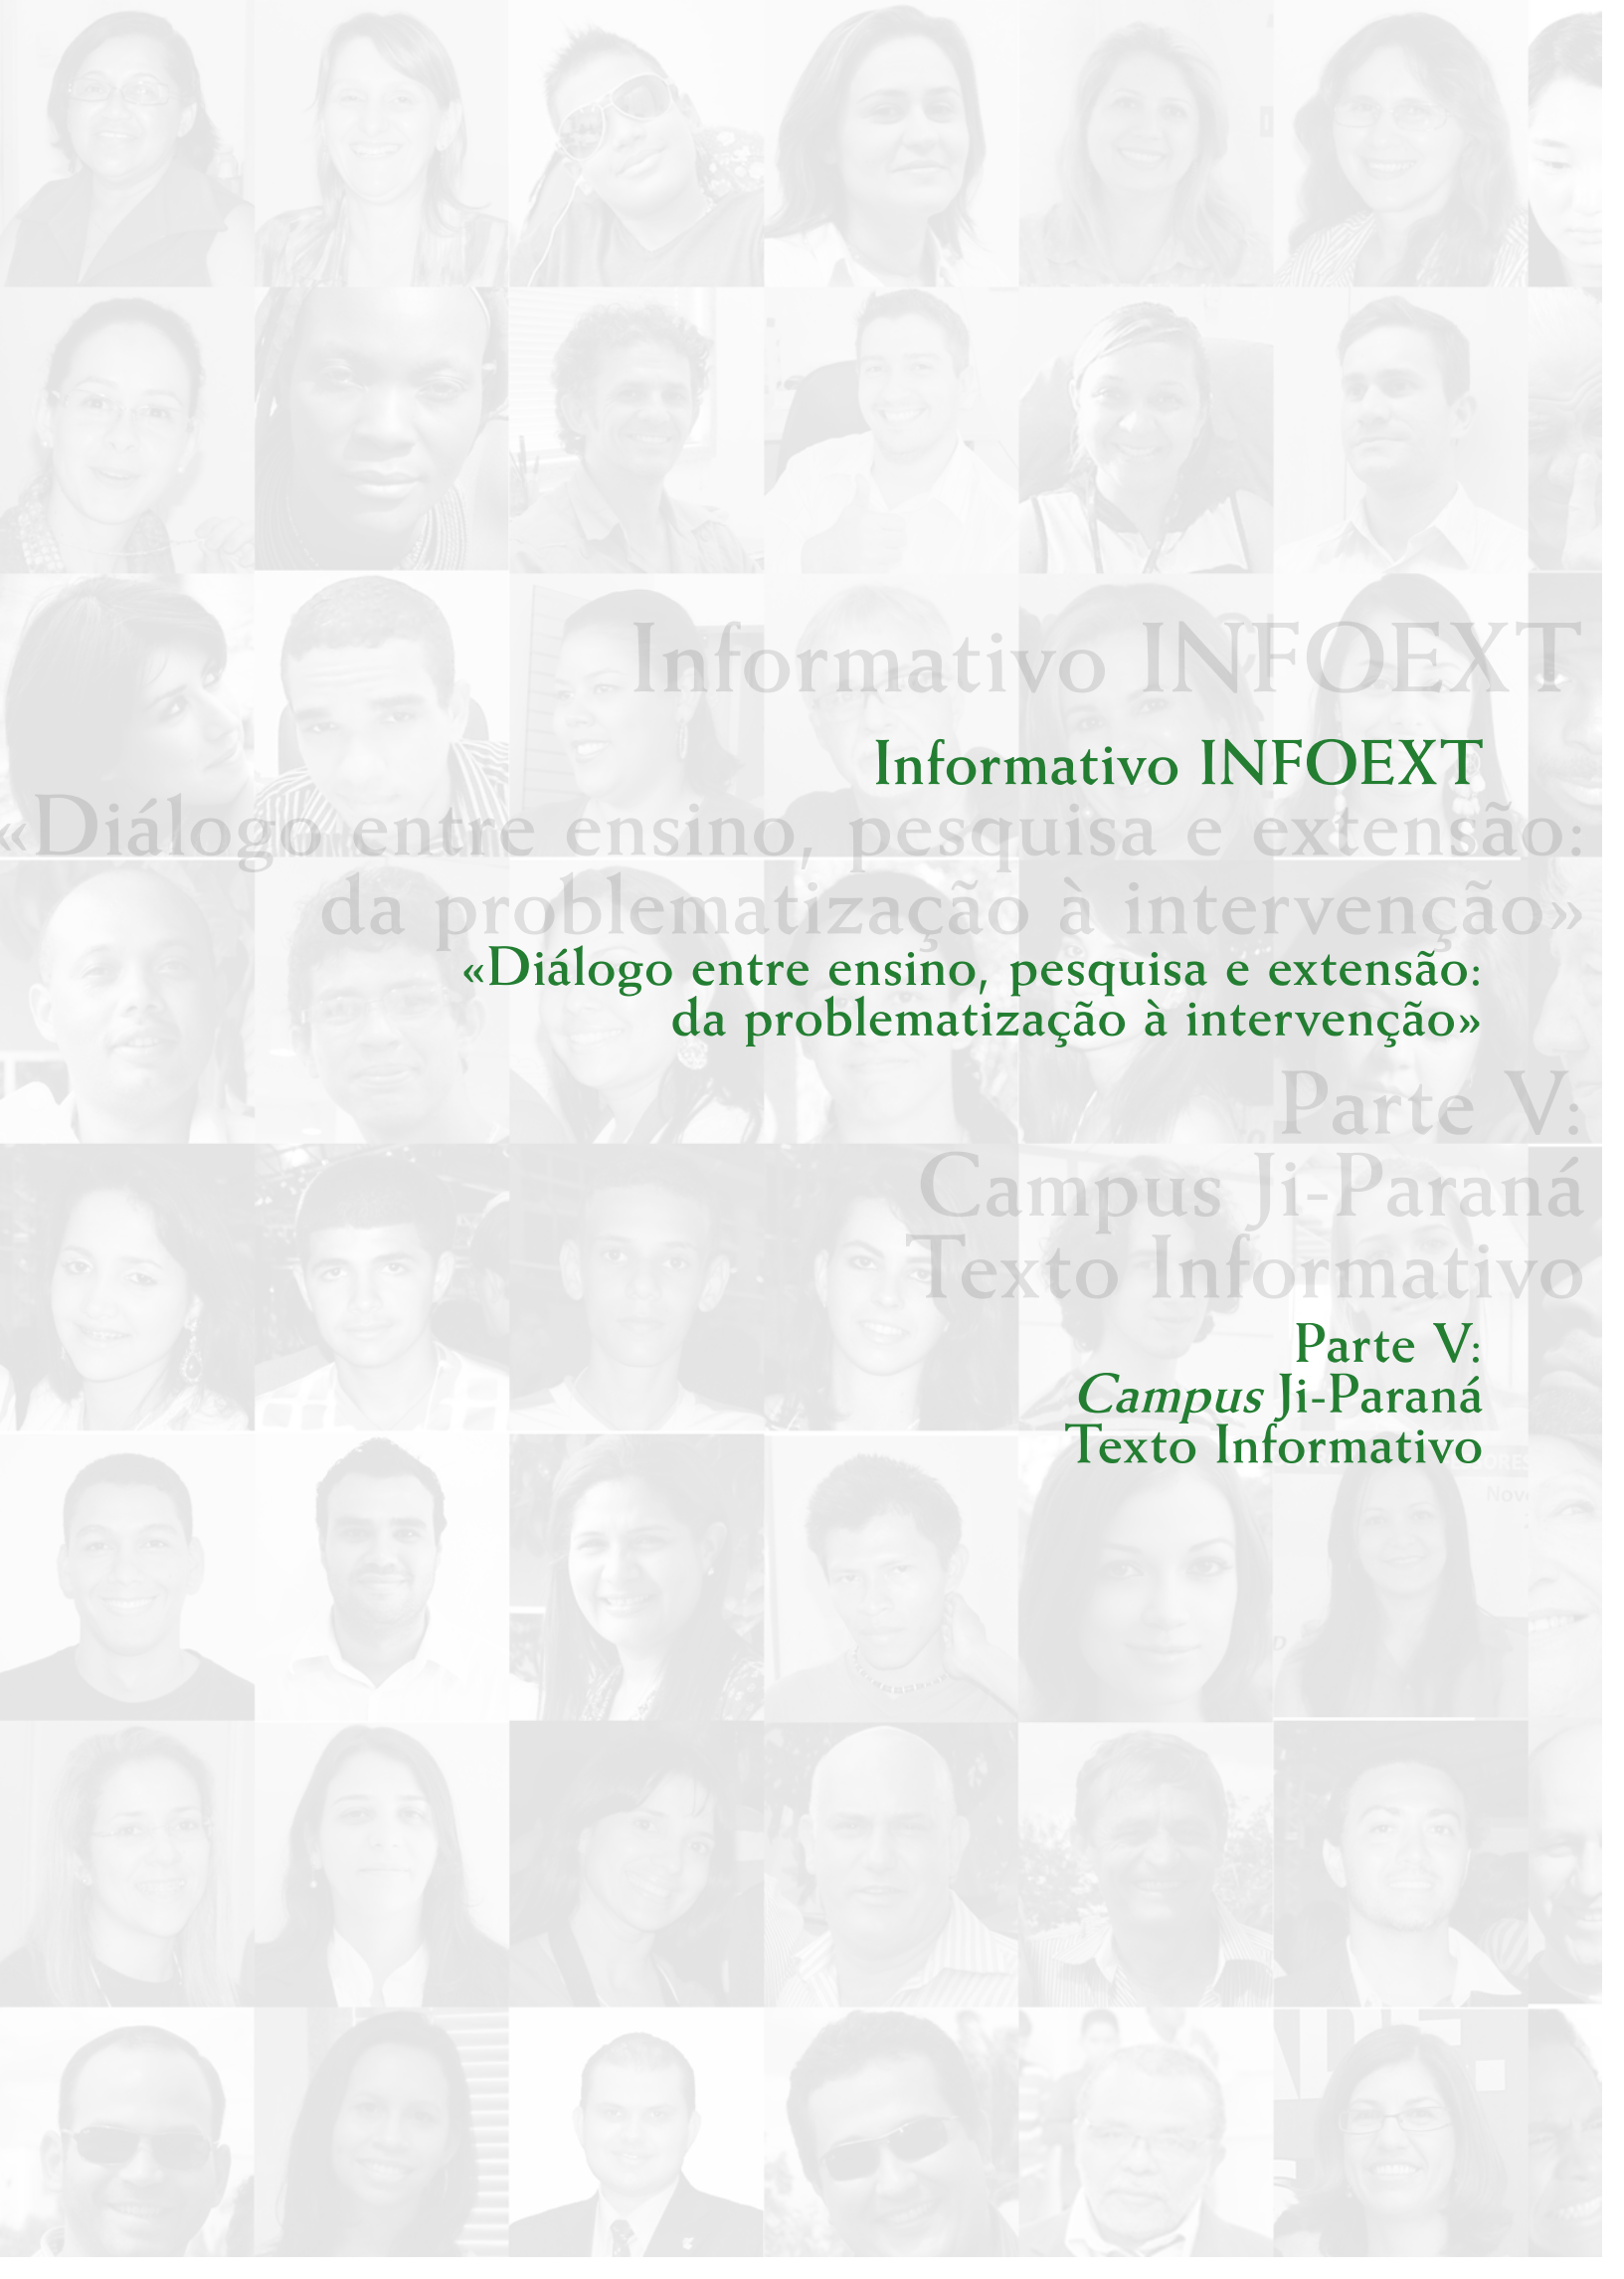 Informativo INFOEXT
Informativo INFOEXT
«Diálogo entre ensino, pesquisa e extensão:
da problematização à intervenção»
«Diálogo entre ensino, pesquisa e extensão:
da problematização à intervenção»
Parte V:
Campus Ji-Paraná
Texto Informativo
Parte V:
Campus Ji-Paraná
Texto Informativo